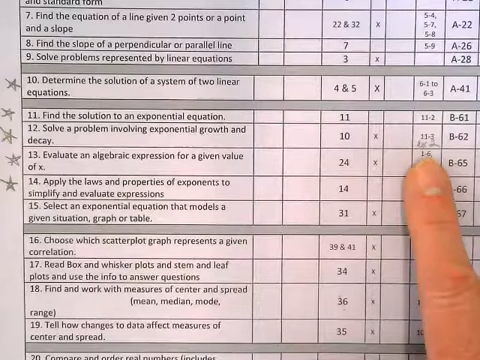 standard form
7. Find the equation of a line given 2 points or a point and a slope 22 & 32 x 5-4, 5-7, 5-8 A-22
8. Find the slope of a perpendicular or parallel line 7 5-9 A-26
9. Solve problems represented by linear equations 3 x A-28
10. Determine the solution of a system of two linear equations. 4 & 5 X 6-1 to 6-3 A-41
11. Find the solution to an exponential equation. 11 11-2 B-61
12. Solve a problem involving exponential growth and decay. 10 x 11-3 B-62
13. Evaluate an algebraic expression for a given value of x. 24 x 1-6 B-65
14. Apply the laws and properties of exponents to simplify and evaluate expressions 14 -66
15. Select an exponential equation that models a given situation, graph or table. 31 x 67
16. Choose which scatterplot graph represents a given correlation. 39 & 41 x
17. Read Box and whisker plots and stem and leaf plots and use the info to answer questions 34 x
18. Find and work with measures of center and spread (mean, median, mode, range) 36 x
19. Tell how changes to data affect measures of center and spread. 35 x
20. Compare and order real numbers (includes